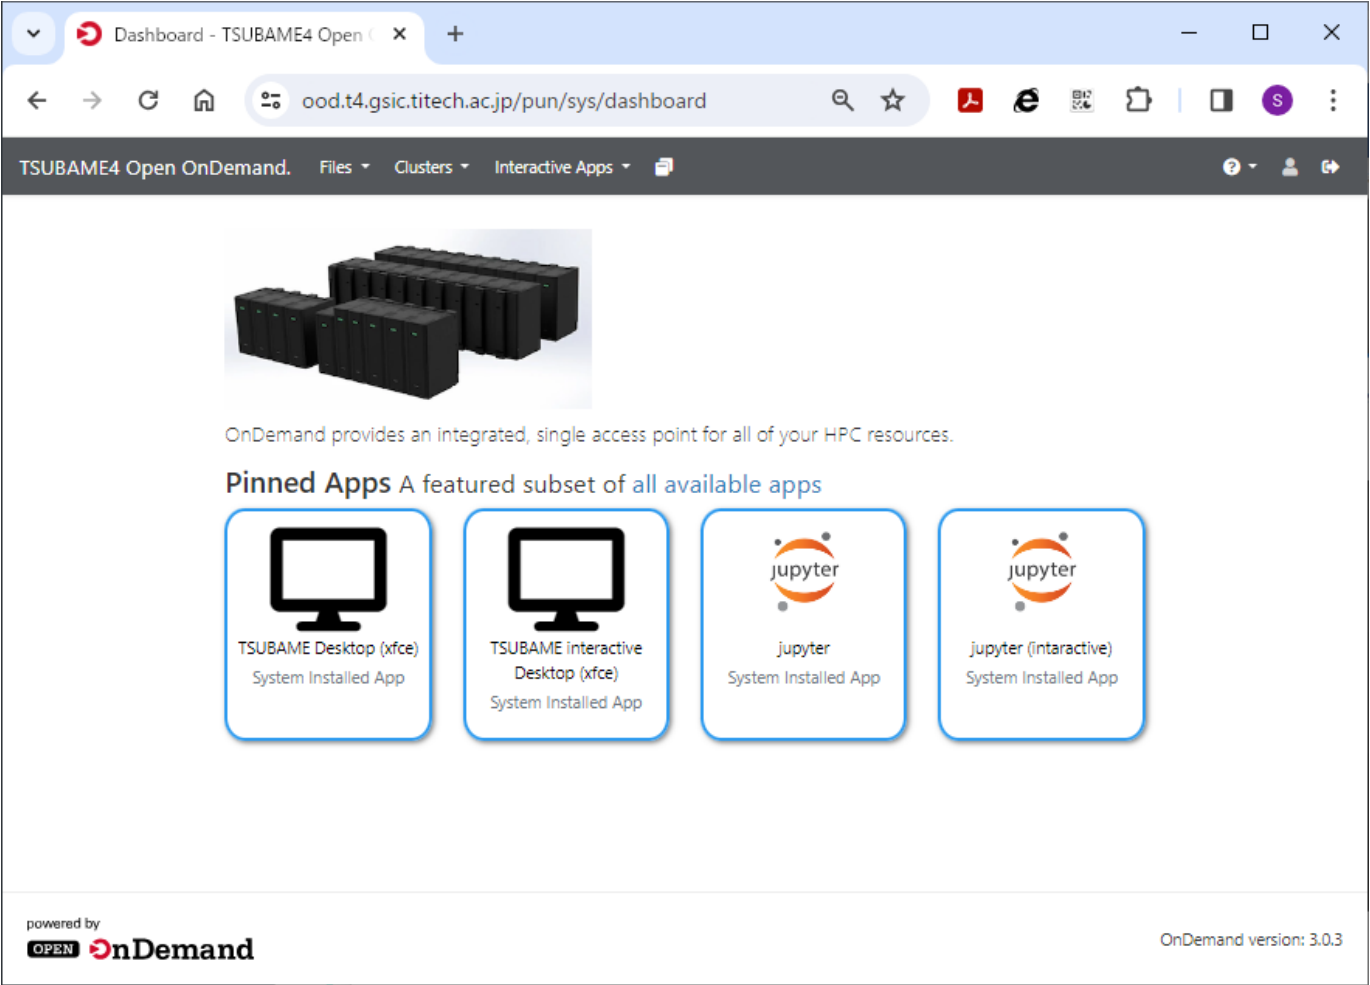 Dashboard - TSUBAME4 Open
ood.t4.gsic.titech.ac.jp/pun/sys/dashboard
S
TSUBAME4 Open OnDemand. Files Clusters Interactive Apps
OnDemand provides an integrated, single access point for all of your HPC resources.
Pinned Apps A featured subset of all available apps
TSUBAME Desktop (xfce)
System Installed App
TSUBAME interactive
Desktop (xfce)
System Installed App
jupyter
jupyter
System Installed App
jupyter
jupyter (intaractive)
System Installed App
powered by
OPEN OnDemand
OnDemand version: 3.0.3